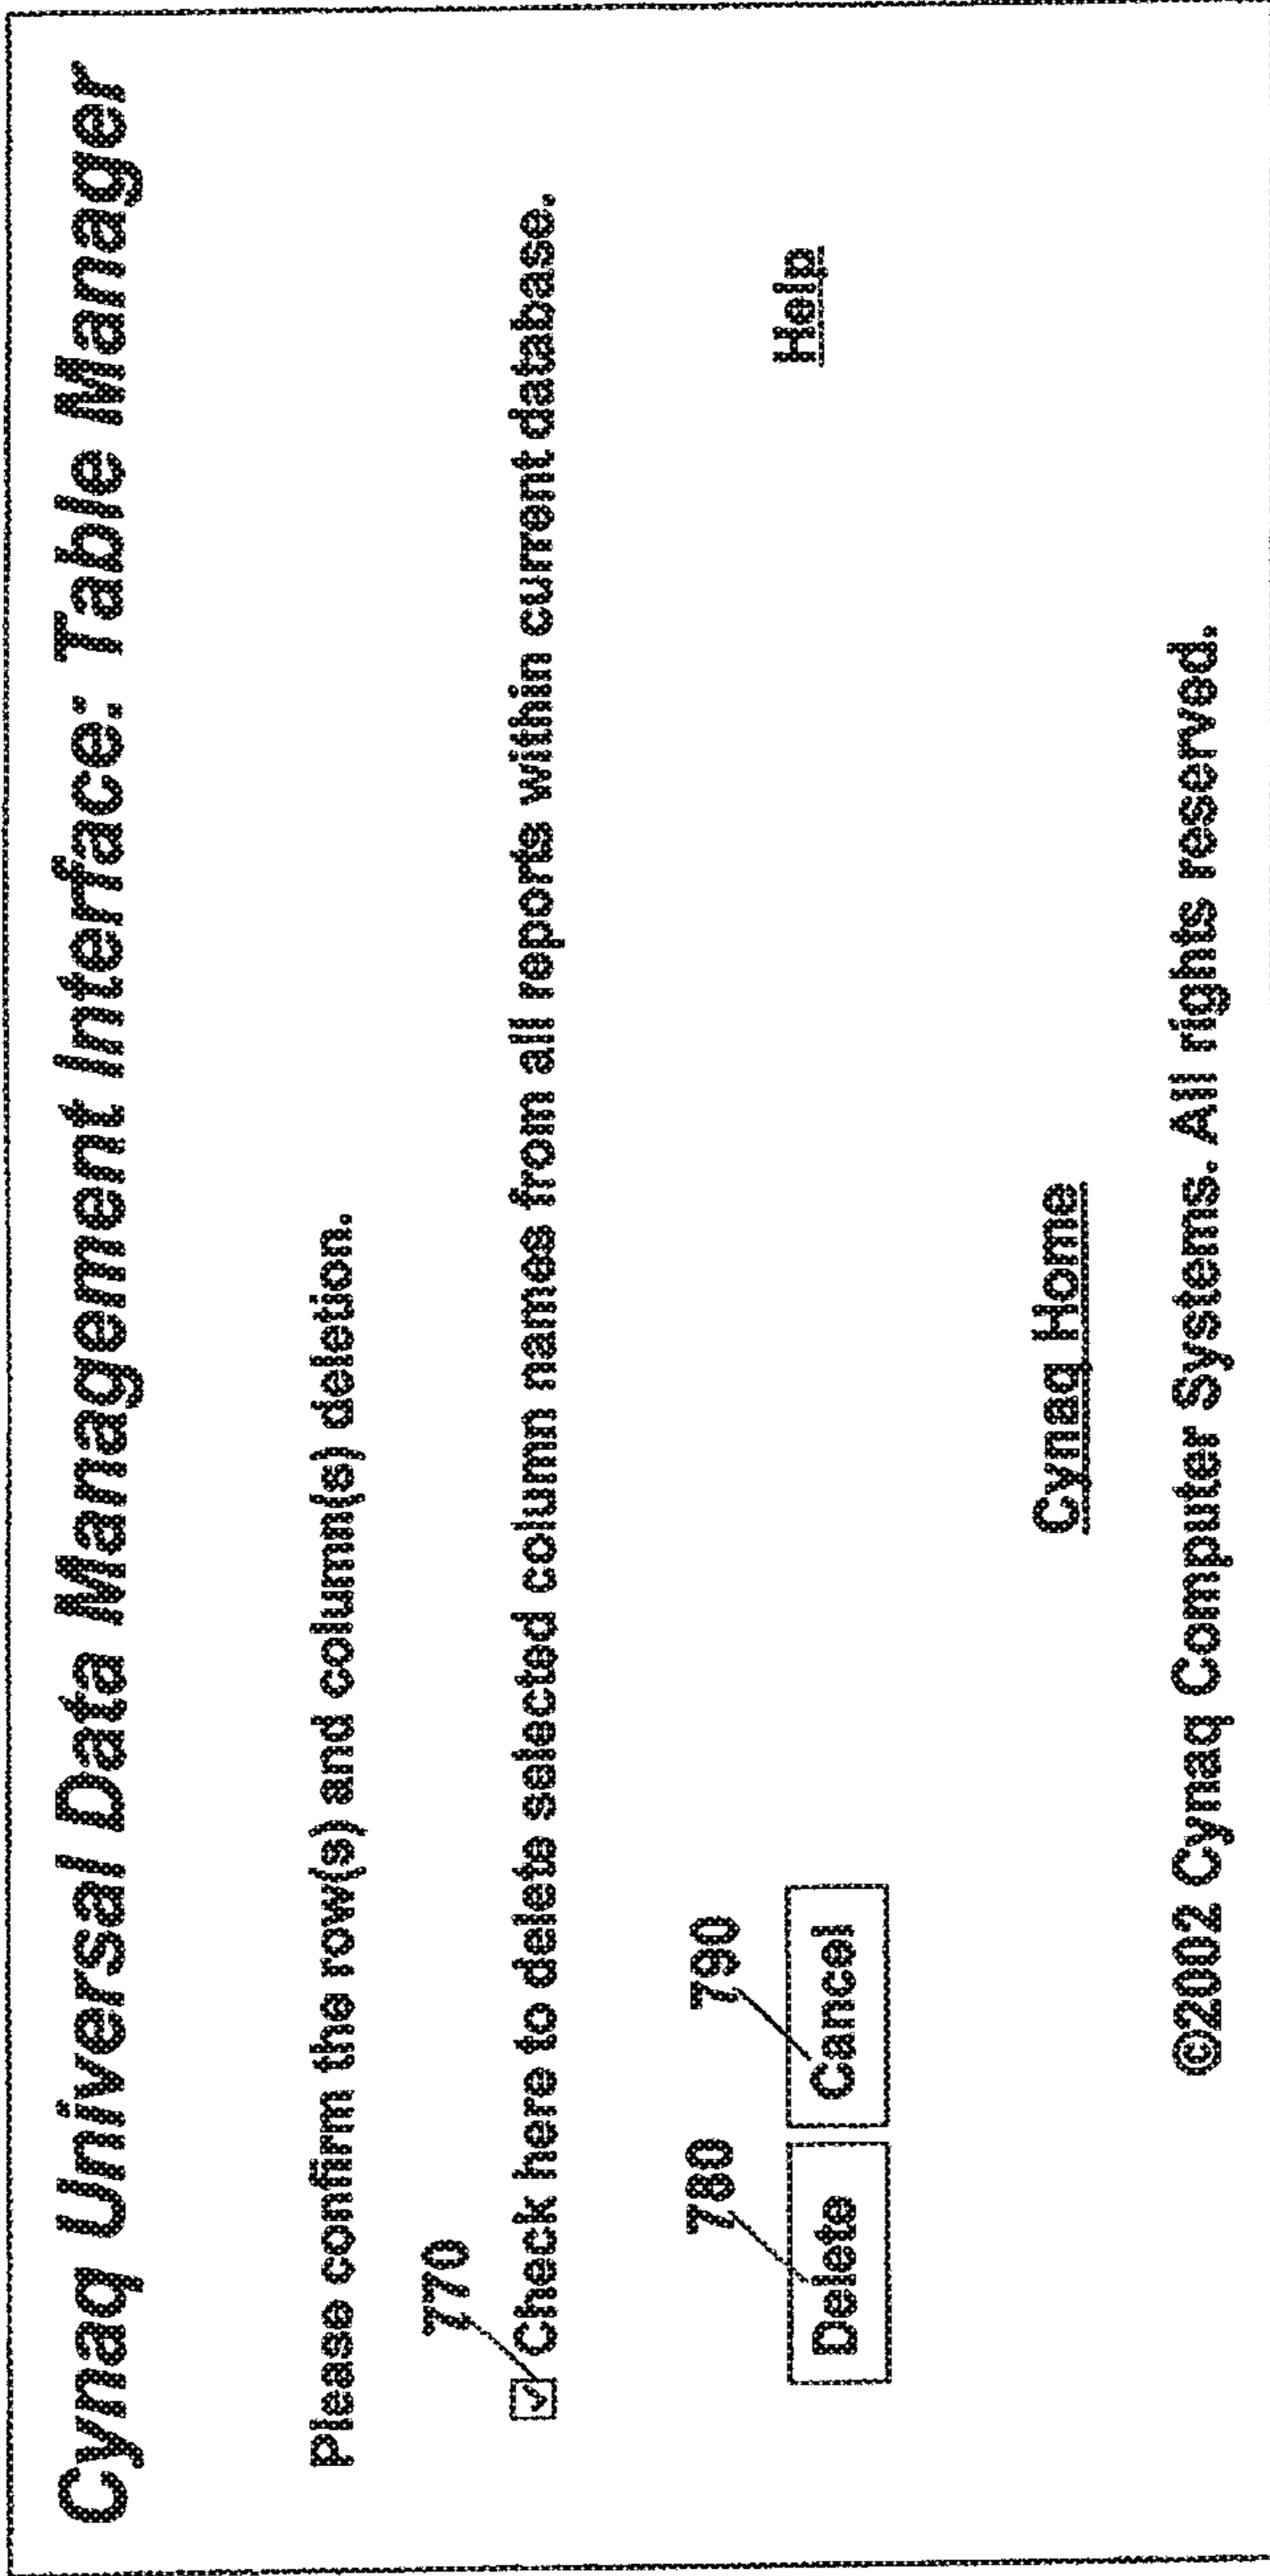 Cynaq Universal Data Management Interface: Table Manager
Please confirm the row(s) and column(s) deletion.
770
Check here to delete selected column names from all reports within current database.
780 790
Delete Cancel Help
Cynaq Home
©2002 Cynaq Computer Systems. All rights reserved.